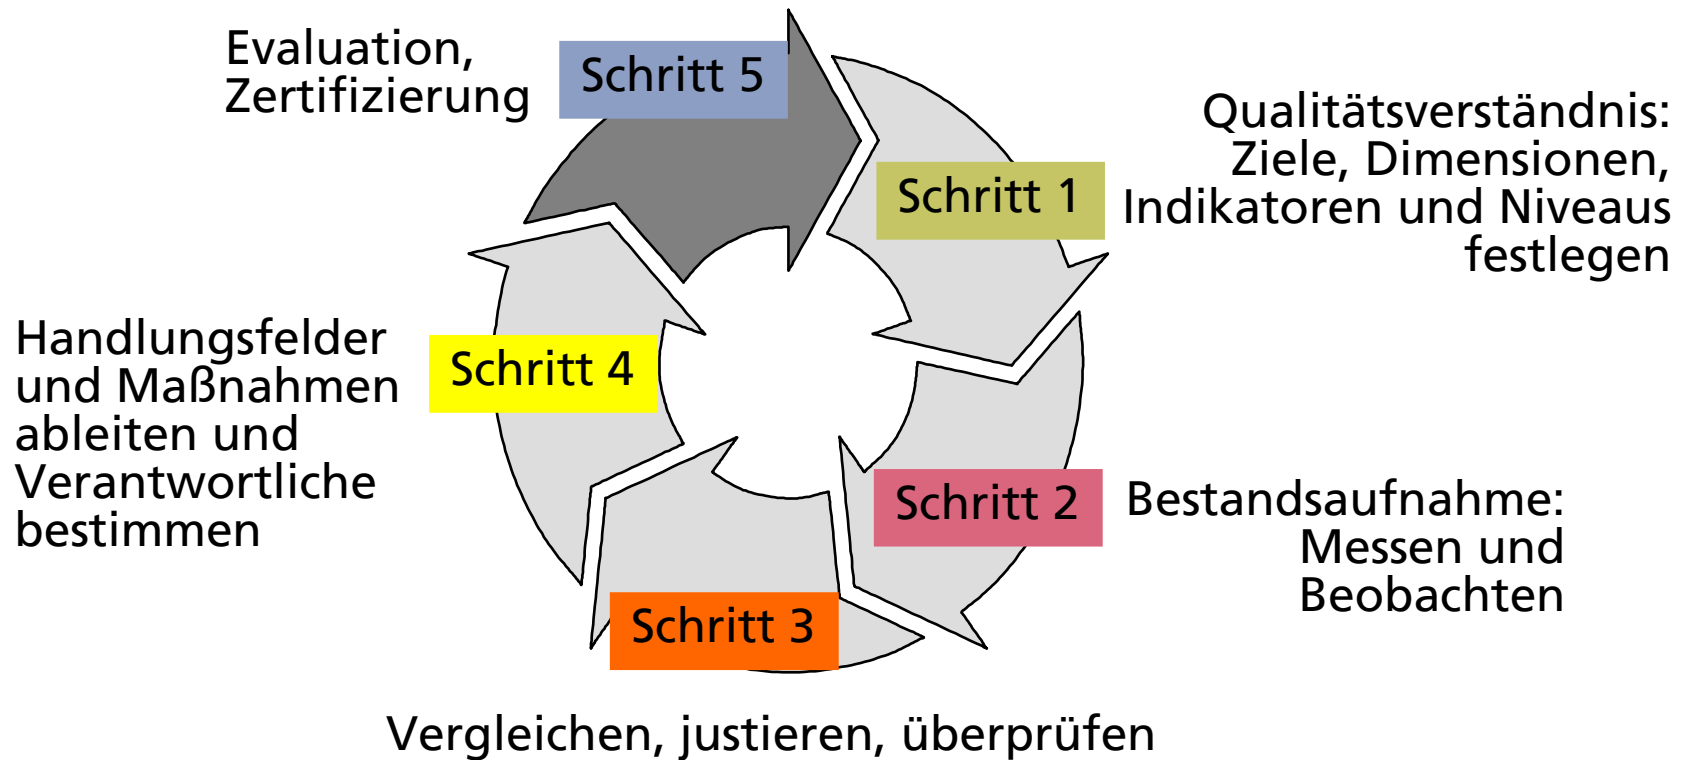 Evaluation,
Zertifizierung
Schritt 5
Schritt 1
Qualitätsverständnis:
Ziele, Dimensionen,
Indikatoren und Niveaus
festlegen
Schritt 2
Bestandsaufnahme:
Messen und
Beobachten
Schritt 3
Vergleichen, justieren, überprüfen
Schritt 4
Handlungsfelder
und Maßnahmen
ableiten und
Verantwortliche
bestimmen